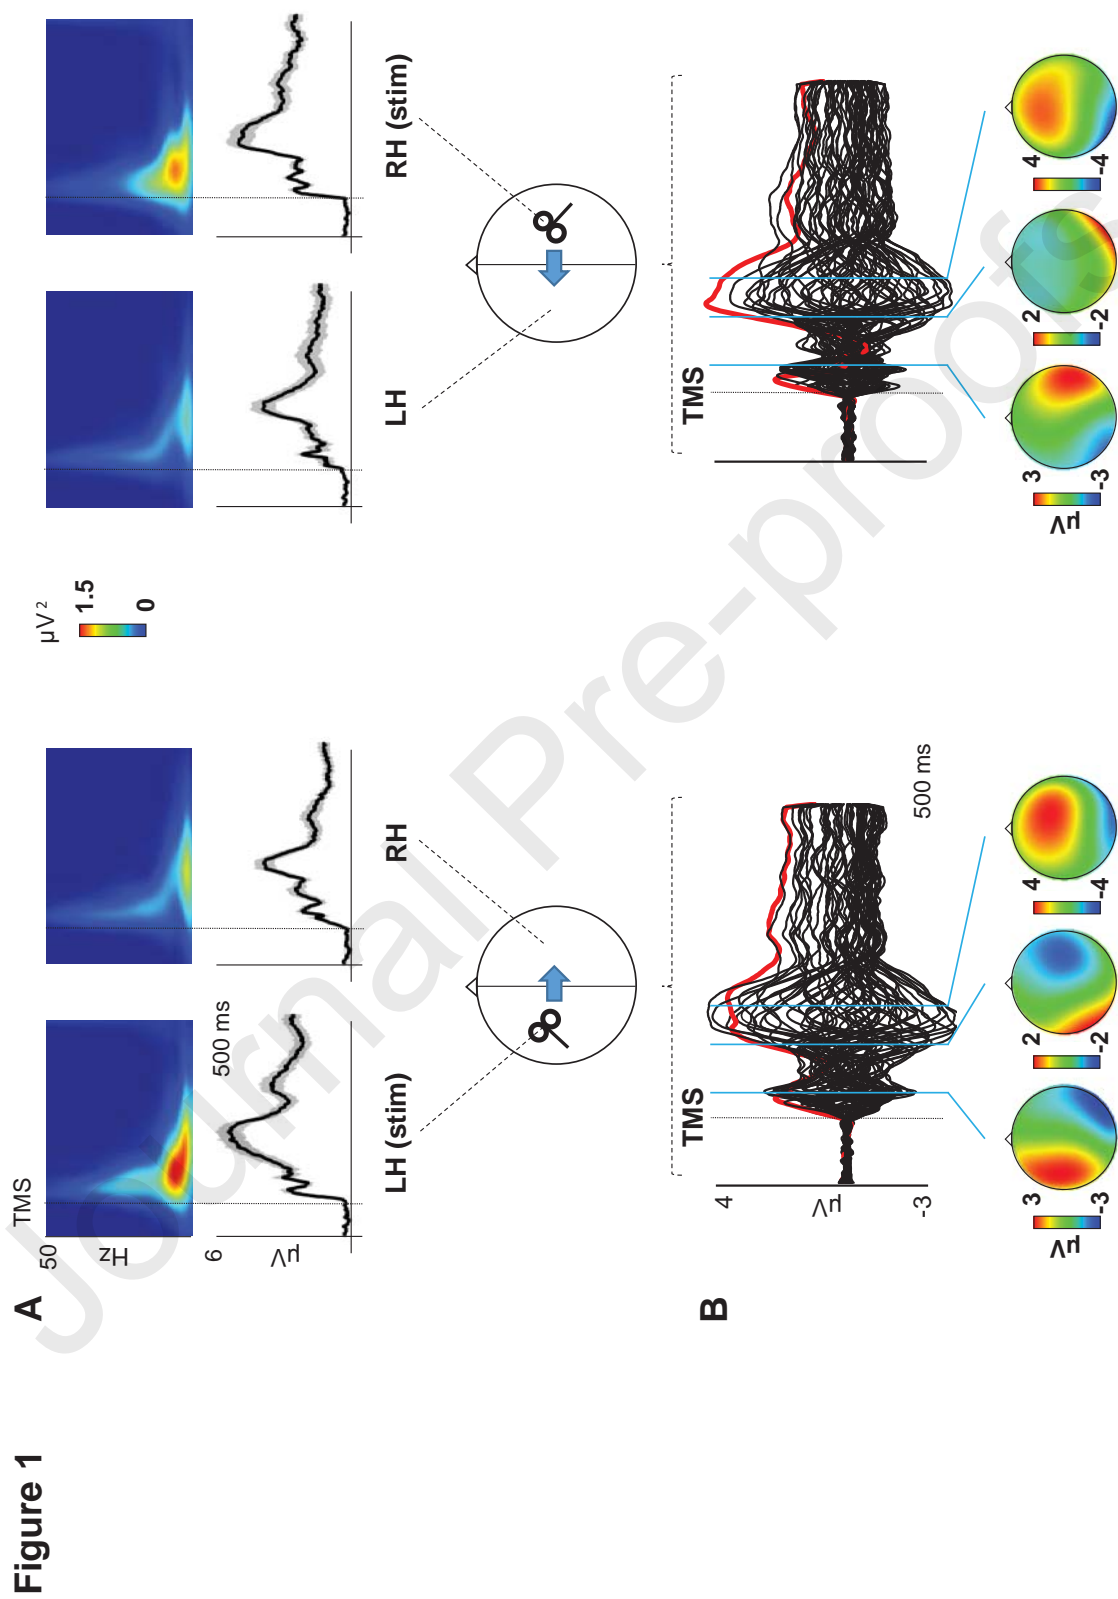 Figure 1
A
TMS
50
Hz
6
µV
500 ms
µV²
1.5
0
LH (stim)
RH
LH
RH (stim)
B
TMS
TMS
4
µV
-3
500 ms
3
-3
µV
2
-2
4
-4
3
-3
µV
2
-2
4
-4
Journal Pre-proofs